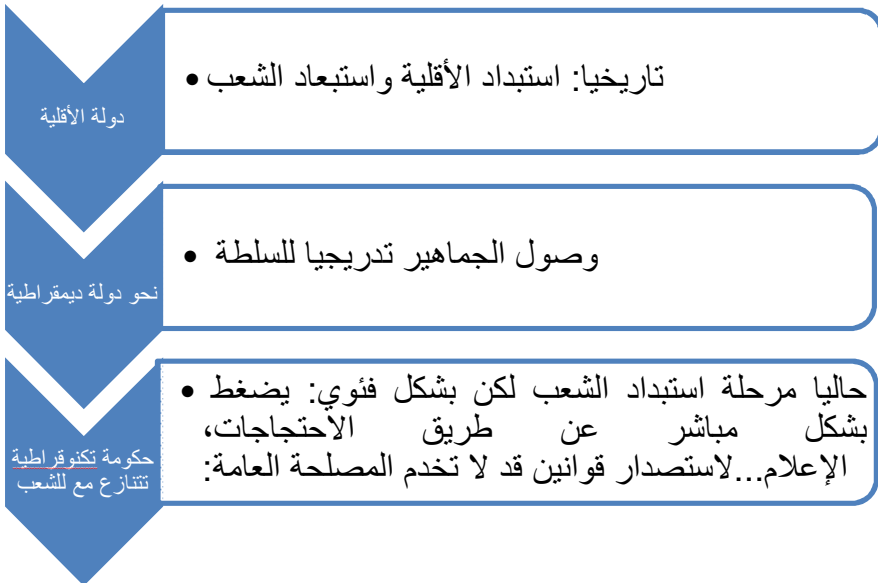 دولة الأقلية
• تاريخيا: استبداد الأقلية واستبعاد الشعب
نحو دولة ديمقراطية
• وصول الجماهير تدريجيا للسلطة
حكومة تكنوقراطية
تتنازع مع للشعب
• حاليا مرحلة استبداد الشعب لكن بشكل فئوي: يضغط
بشكل مباشر عن طريق الاحتجاجات،
الإعلام...لاستصدار قوانين قد لا تخدم المصلحة العامة: